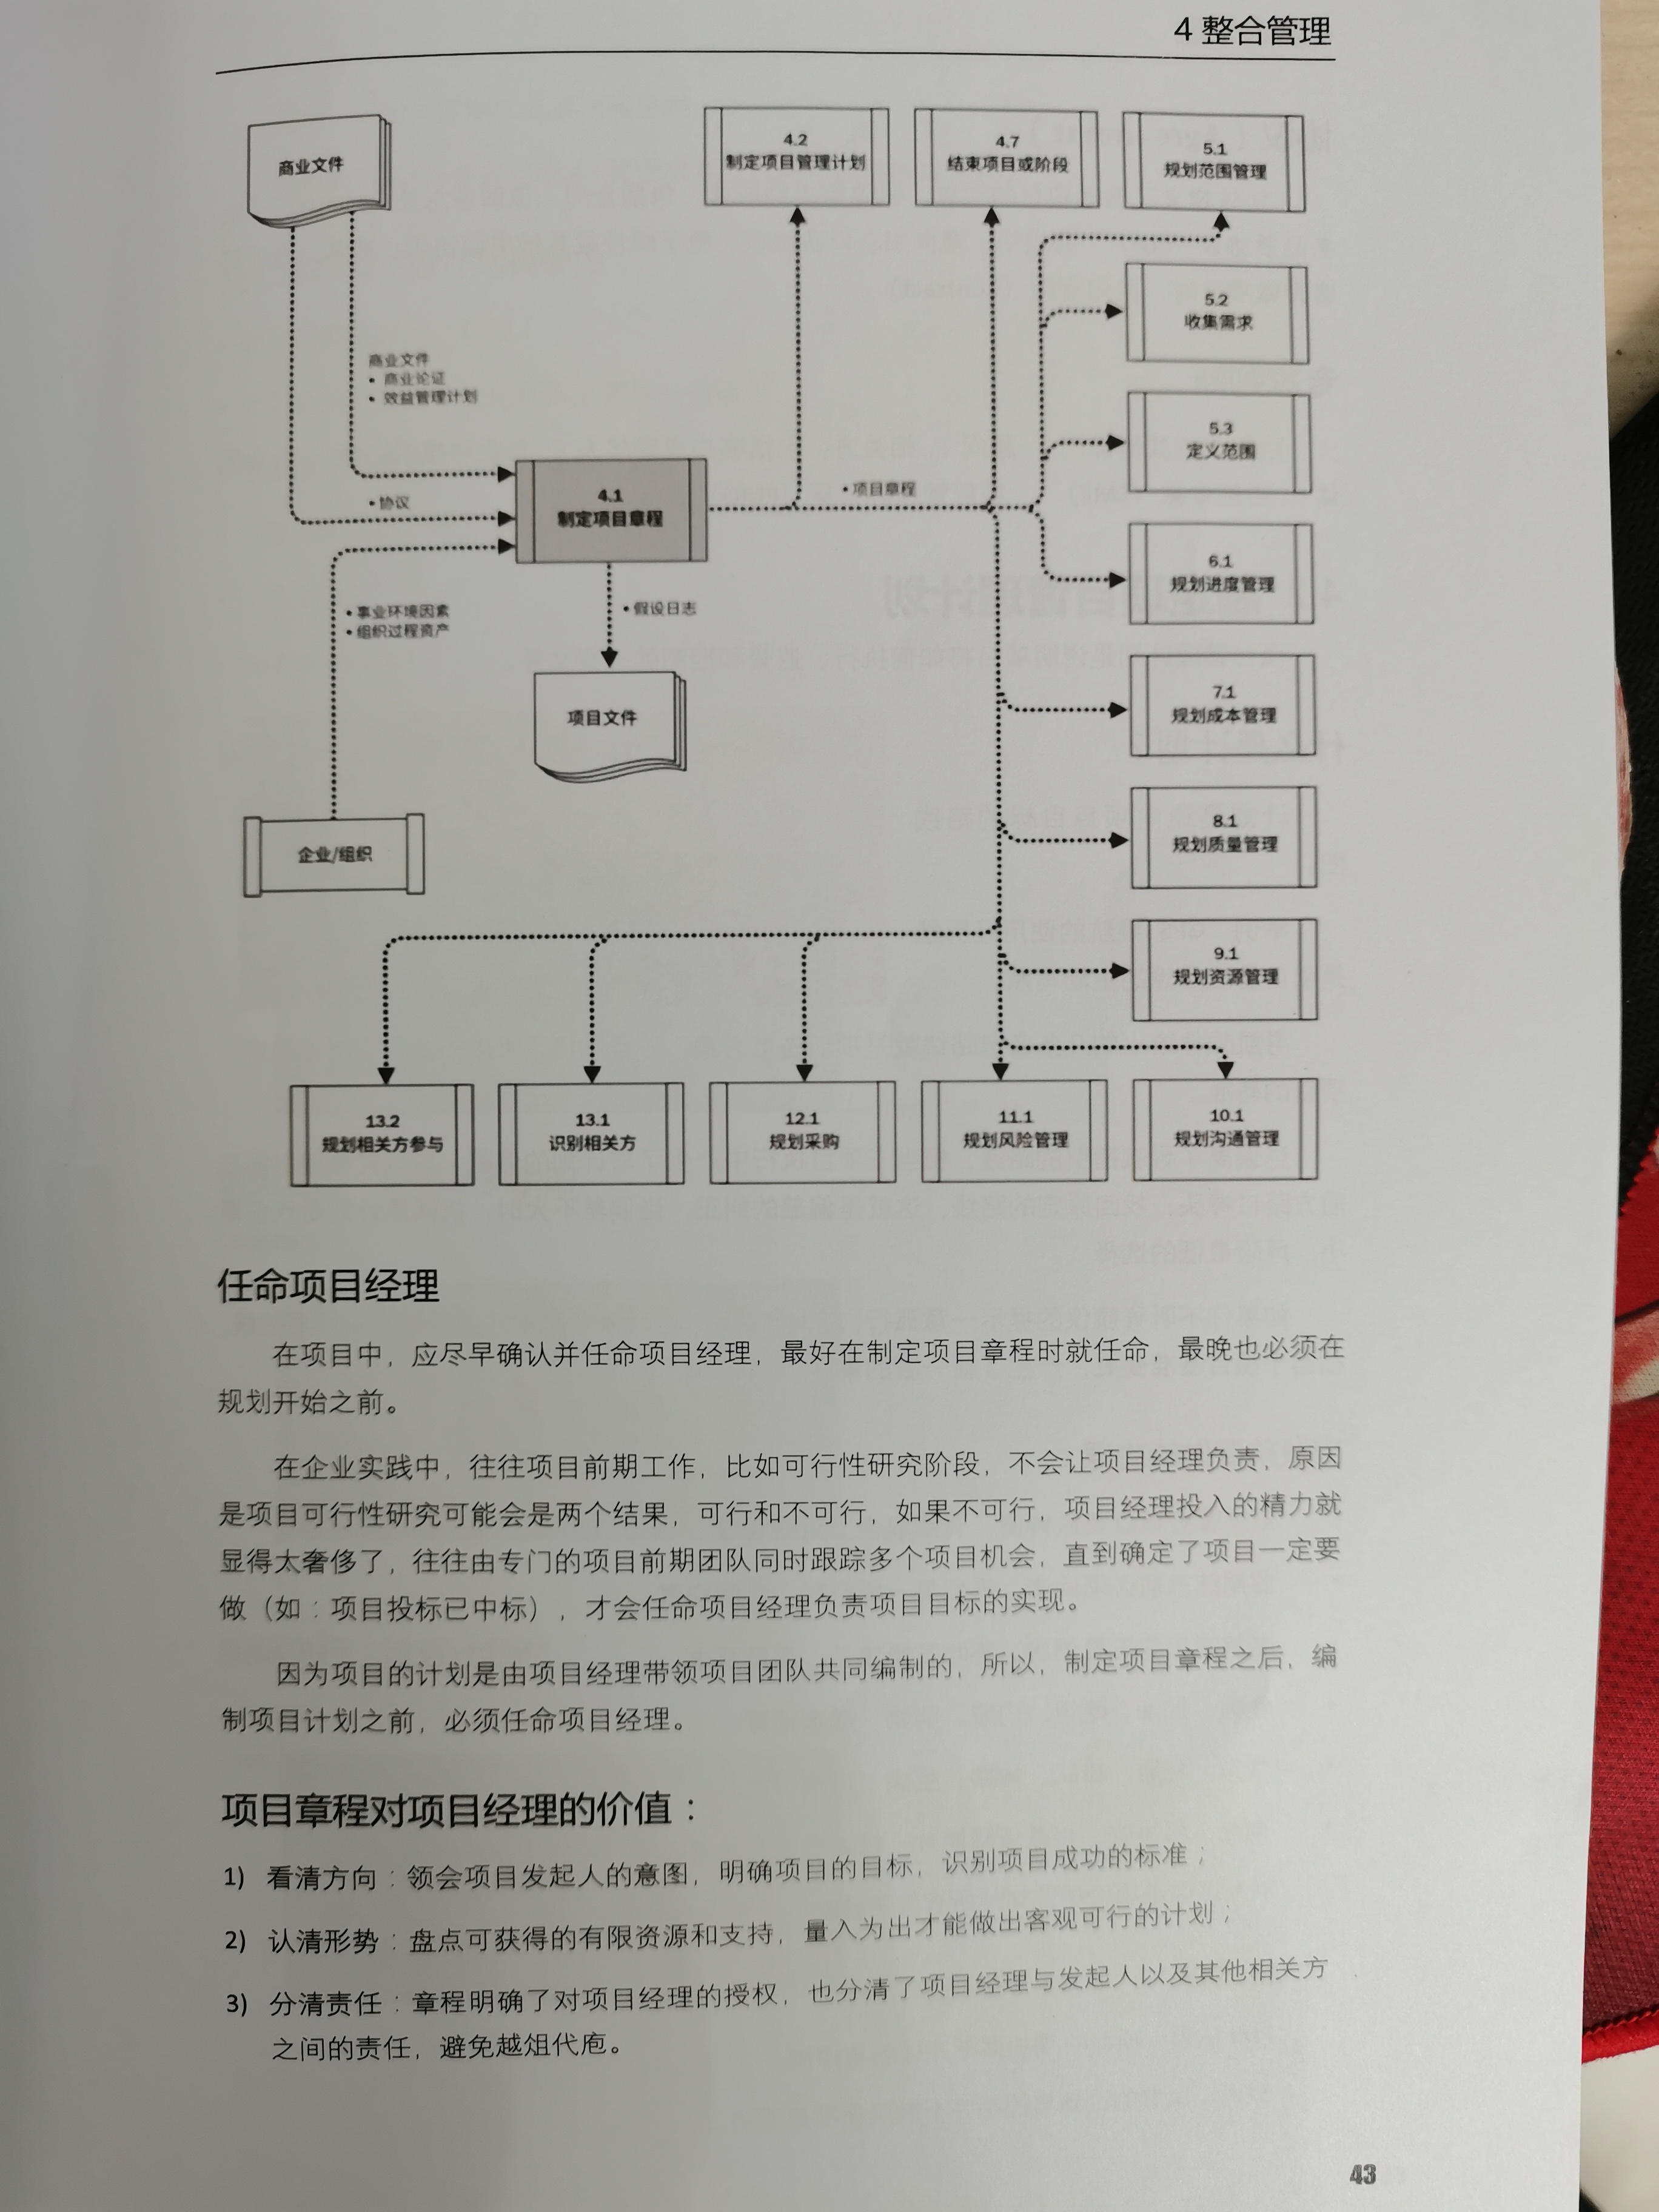 4 整合管理
商业文件
4.2
制定项目管理计划
4.7
结束项目或阶段
5.1
规划范围管理
5.2
收集需求
商业文件
• 商业论证
• 效益管理计划
5.3
定义范围
• 协议
4.1
制定项目章程
• 项目章程
6.1
规划进度管理
• 事业环境因素
• 组织过程资产
• 假设日志
项目文件
7.1
规划成本管理
企业/组织
8.1
规划质量管理
9.1
规划资源管理
13.2
规划相关方参与
13.1
识别相关方
12.1
规划采购
11.1
规划风险管理
10.1
规划沟通管理
任命项目经理
在项目中，应尽早确认并任命项目经理，最好在制定项目章程时就任命，最晚也必须在
规划开始之前。
在企业实践中，往往项目前期工作，比如可行性研究阶段，不会让项目经理负责，原因
是项目可行性研究可能会是两个结果，可行和不可行，如果不可行，项目经理投入的精力就
显得太奢侈了，往往由专门的项目前期团队同时跟踪多个项目机会，直到确定了项目一定要
做（如：项目投标已中标），才会任命项目经理负责项目目标的实现。
因为项目的计划是由项目经理带领项目团队共同编制的，所以，制定项目章程之后，编
制项目计划之前，必须任命项目经理。
项目章程对项目经理的价值：
1) 看清方向：领会项目发起人的意图，明确项目的目标，识别项目成功的标准；
2) 认清形势：盘点可获得的有限资源和支持，量入为出才能做出客观可行的计划；
3) 分清责任：章程明确了对项目经理的授权，也分清了项目经理与发起人以及其他相关方
之间的责任，避免越俎代庖。
43